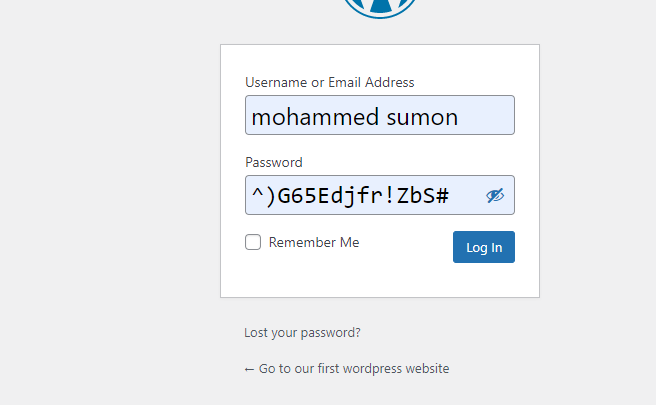 Username or Email Address
mohammed sumon
Password
^)G65Edjfr!ZbS#
Remember Me
Log In
Lost your password?
← Go to our first wordpress website